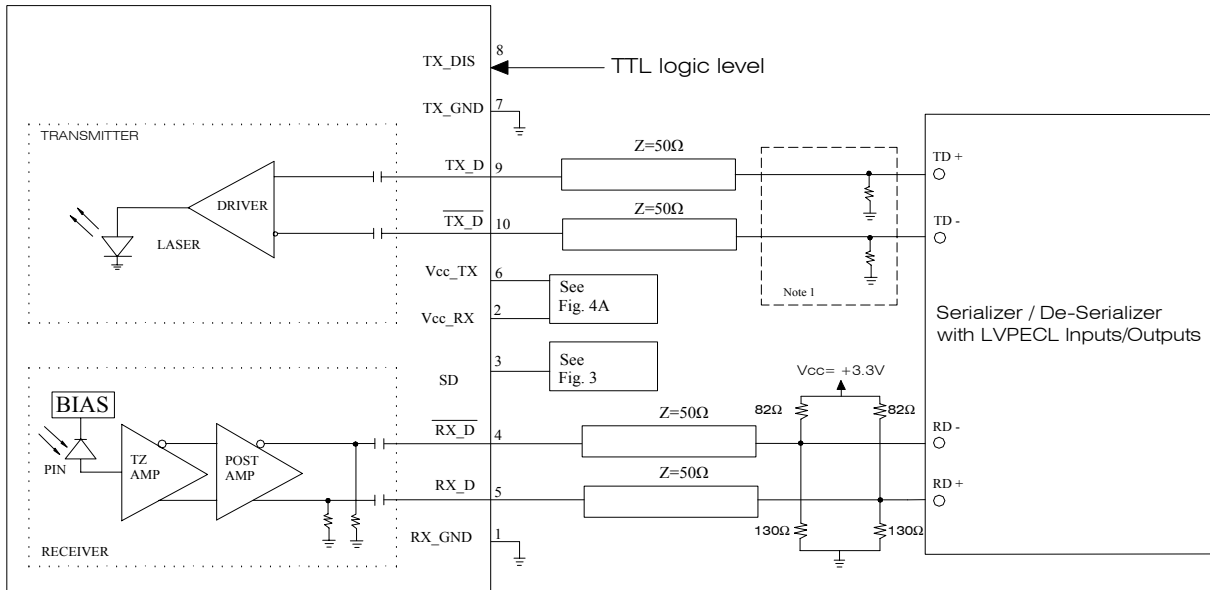 8
TX_DIS
TTL logic level
TX_GND
7
TRANSMITTER
Z=50Ω
TX_D
9
TD +
DRIVER
LASER
Z=50Ω
TX_D
10
TD -
Note 1
Vcc_TX
6
See
Fig. 4A
Vcc_RX
2
Serializer / De-Serializer
with LVPECL Inputs/Outputs
SD
3
See
Fig. 3
Vcc= +3.3V
82Ω
82Ω
BIAS
PIN
TZ
AMP
POST
AMP
RX_D
4
Z=50Ω
RD -
RX_D
5
Z=50Ω
RD +
130Ω
130Ω
RX_GND
1
RECEIVER